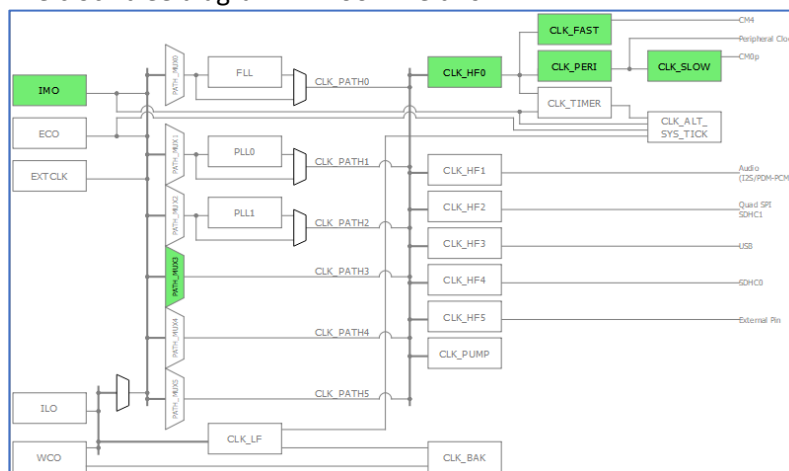 CLK_FAST
CM4
Peripheral Clo
CLK_HF0
CLK_PERI
CLK_SLOW
CM0p
PATH_MUX0
FLL
CLK_PATH0
IMO
CLK_TIMER
CLK_ALT_
SYS_TICK
ECO
PATH_MUX1
PLL0
CLK_PATH1
EXTCLK
CLK_HF1
Audio
(I2S/PDM-PCM
PATH_MUX2
PLL1
CLK_PATH2
CLK_HF2
Quad SPI
SDHC1
CLK_HF3
USB
PATH_MUX3
CLK_PATH3
CLK_HF4
SDHC0
CLK_HF5
External Pin
PATH_MUX4
CLK_PATH4
CLK_PUMP
PATH_MUX5
CLK_PATH5
ILO
CLK_LF
WCO
CLK_BAK